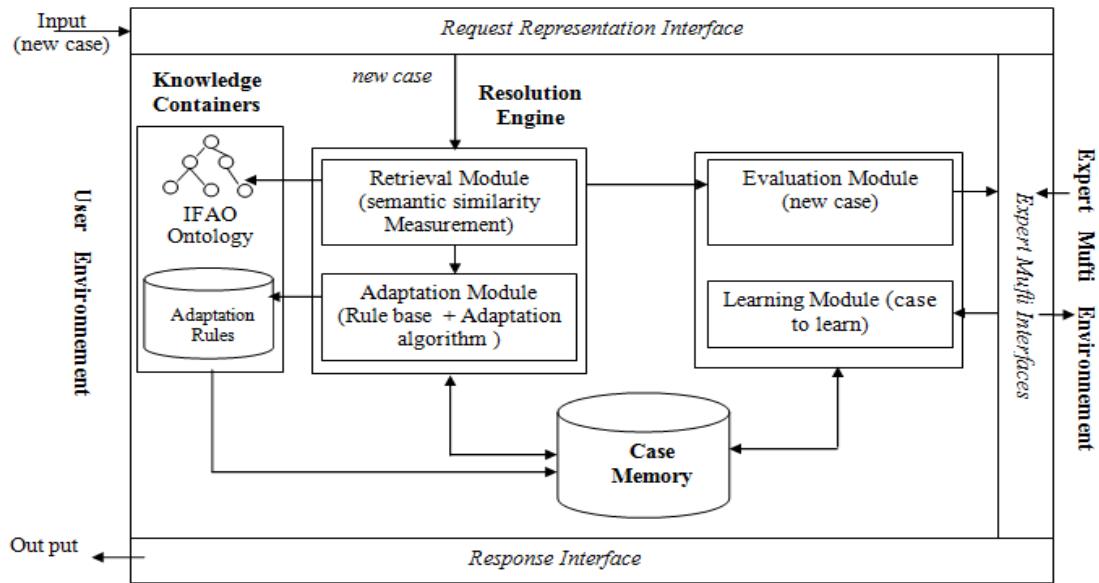 Input
(new case)
Request Representation Interface
new case
Knowledge
Containers
Resolution
Engine
IFAO
Ontology
Adaptation
Rules
Retrieval Module
(semantic similarity
Measurement)
Adaptation Module
(Rule base + Adaptation
algorithm )
Evaluation Module
(new case)
Learning Module (case
to learn)
Case
Memory
User Environnement
Expert Mufti Interfaces
Expert Mufti Environnement
Out put
Response Interface